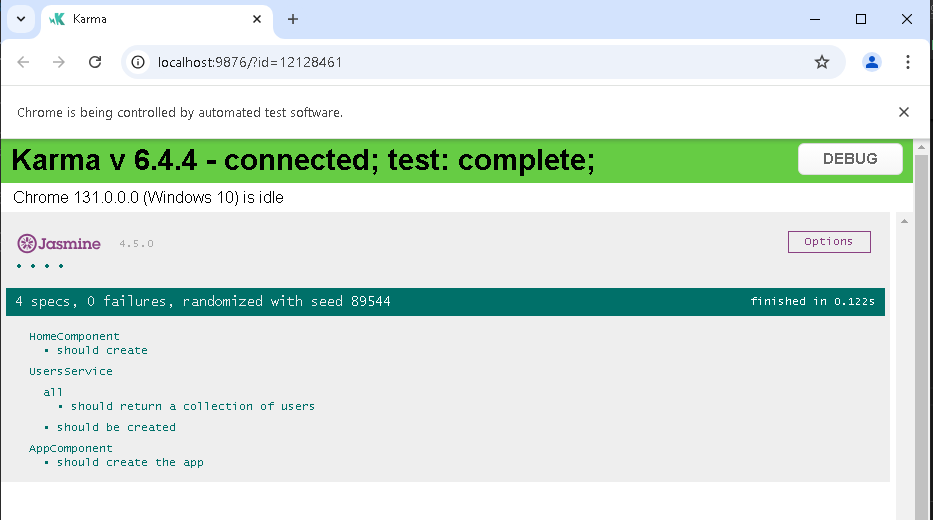 Karma
localhost:9876/?id=12128461
Chrome is being controlled by automated test software.
Karma v 6.4.4 - connected; test: complete;
DEBUG
Chrome 131.0.0.0 (Windows 10) is idle
Jasmine 4.5.0
Options
4 specs, 0 failures, randomized with seed 89544
finished in 0.122s
HomeComponent
• should create
UsersService
all
• should return a collection of users
• should be created
AppComponent
• should create the app